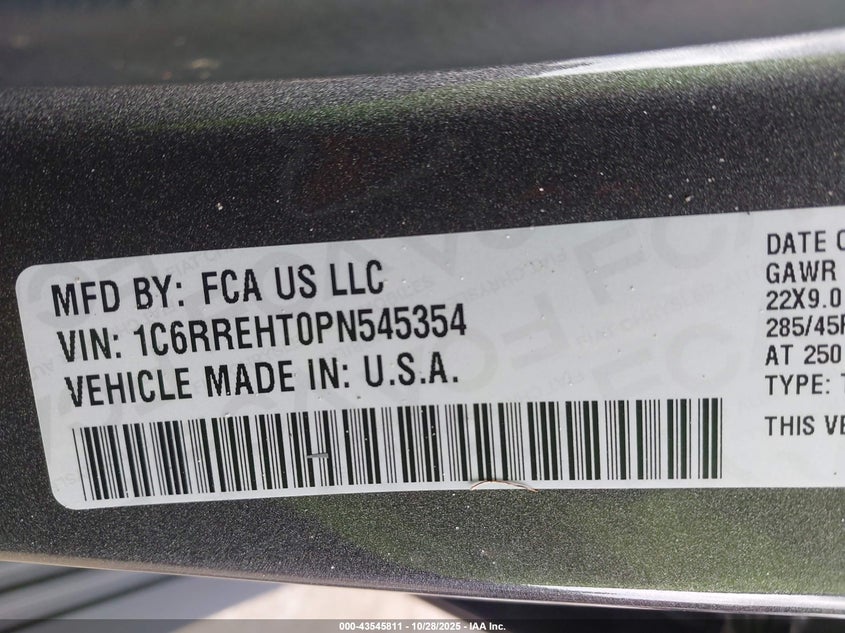 MFD BY: FCA US LLC
VIN: 1C6RREHT0PN545354
VEHICLE MADE IN: U.S.A.
DATE O
GAWR
22X9.0
285/45R
AT 250
TYPE: T
THIS VE
000-43545811 - 10/28/2025 - IAA Inc.